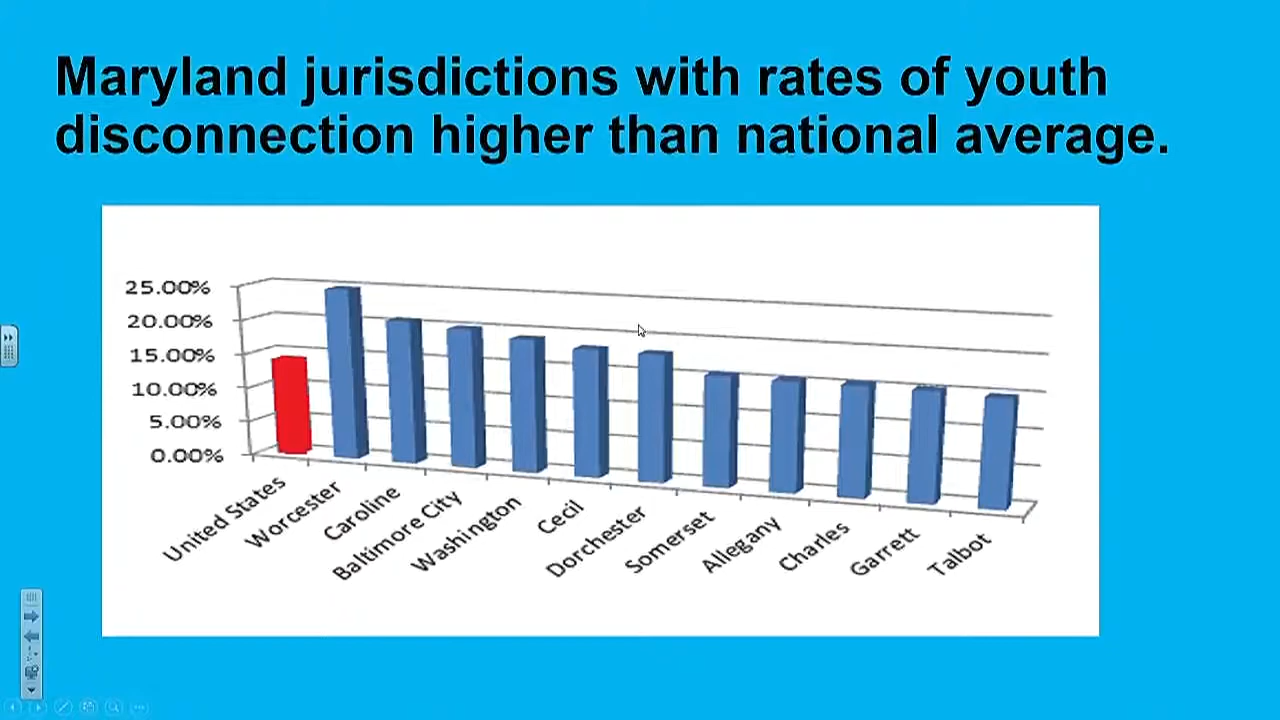 Maryland jurisdictions with rates of youth
disconnection higher than national average.
25.00%
20.00%
15.00%
10.00%
5.00%
0.00%
United States
Worcester
Caroline
Baltimore City
Washington
Cecil
Dorchester
Somerset
Allegany
Charles
Garrett
Talbot